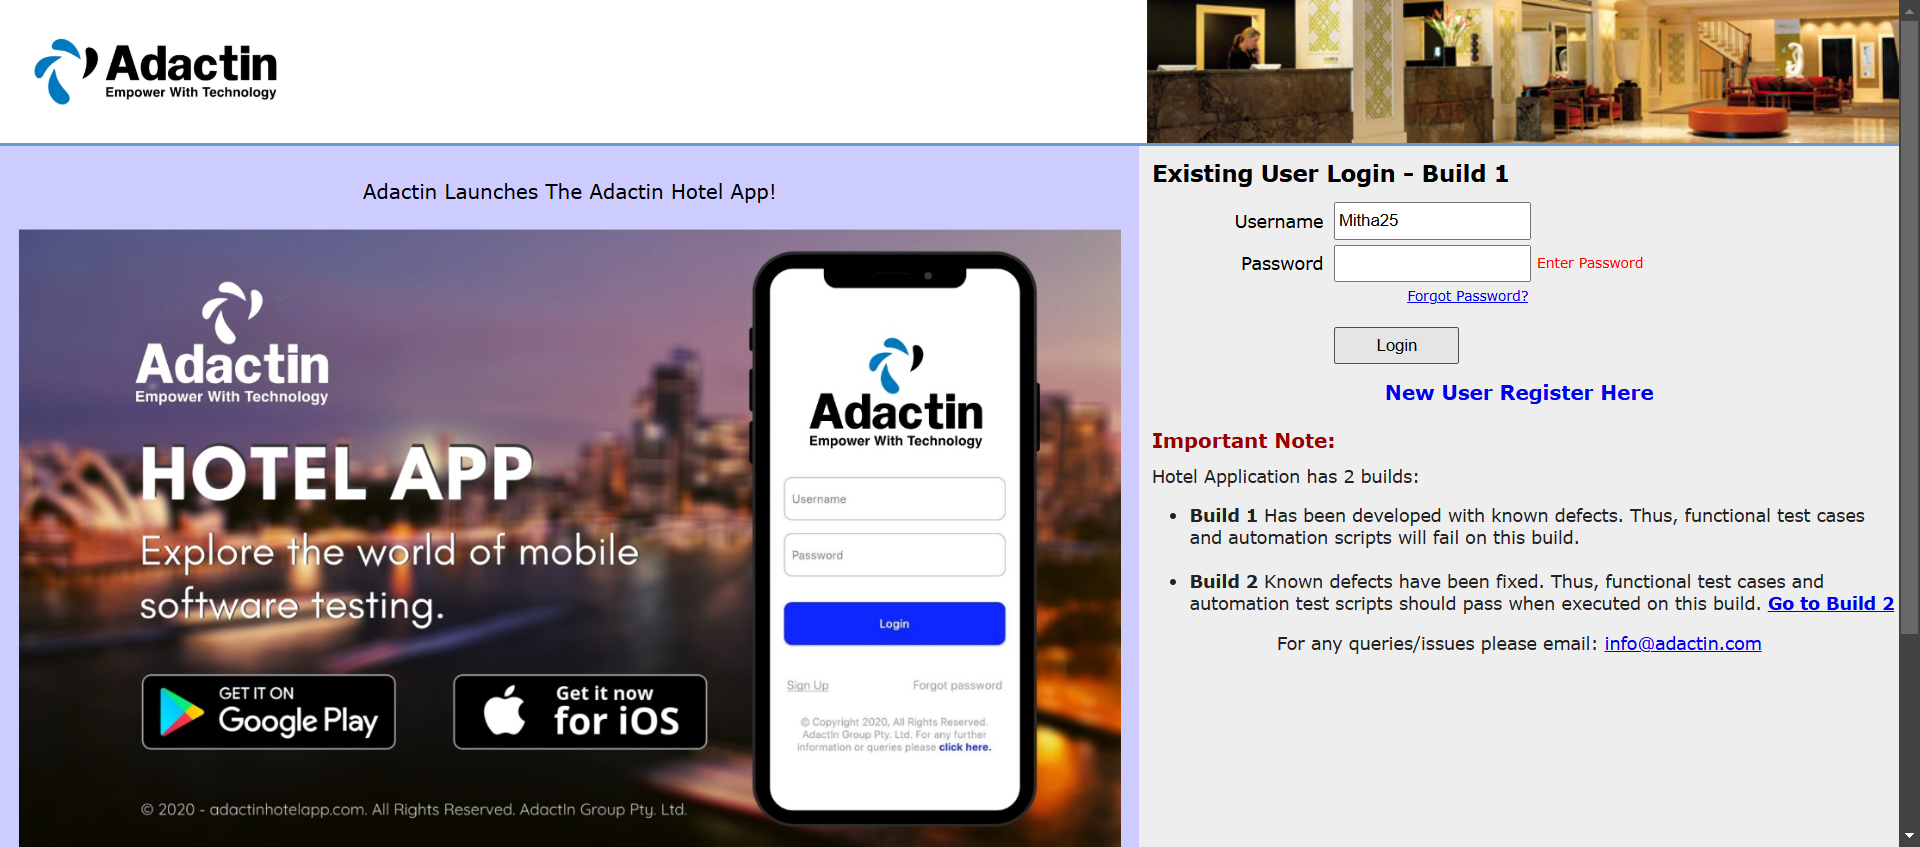 Adactin
Empower With Technology
Adactin Launches The Adactin Hotel App!
Adactin
Empower With Technology
HOTEL APP
Explore the world of mobile
software testing.
GET IT ON
Google Play
Get it now
for iOS
© 2020 - adactinhotelapp.com. All Rights Reserved. AdactIn Group Pty. Ltd.
Adactin
Empower With Technology
Username
Password
Login
Sign Up
Forgot password
© Copyright 2020, All Rights Reserved.
AdactIn Group Pty. Ltd. For any further
information or queries please click here.
Existing User Login - Build 1
Username Mitha25
Password Enter Password
Forgot Password?
Login
New User Register Here
Important Note:
Hotel Application has 2 builds:
• Build 1 Has been developed with known defects. Thus, functional test cases
and automation scripts will fail on this build.
• Build 2 Known defects have been fixed. Thus, functional test cases and
automation test scripts should pass when executed on this build. Go to Build 2
For any queries/issues please email: info@adactin.com